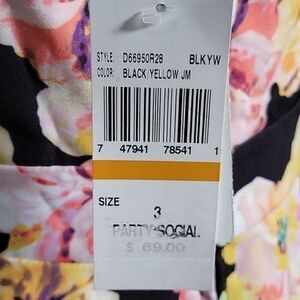 STYLE: D66950R28 BLKYW
COLOR: BLACK/YELLOW JM
7 47941 78541 1
SIZE
3
PARTY-SOCIAL
$ 69.00